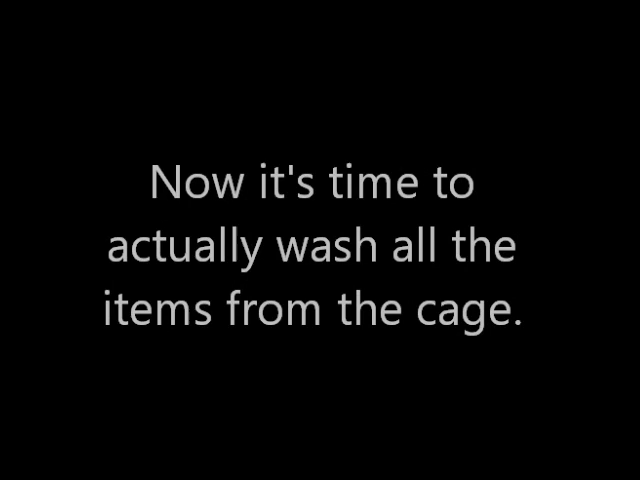 Now it's time to
actually wash all the
items from the cage.